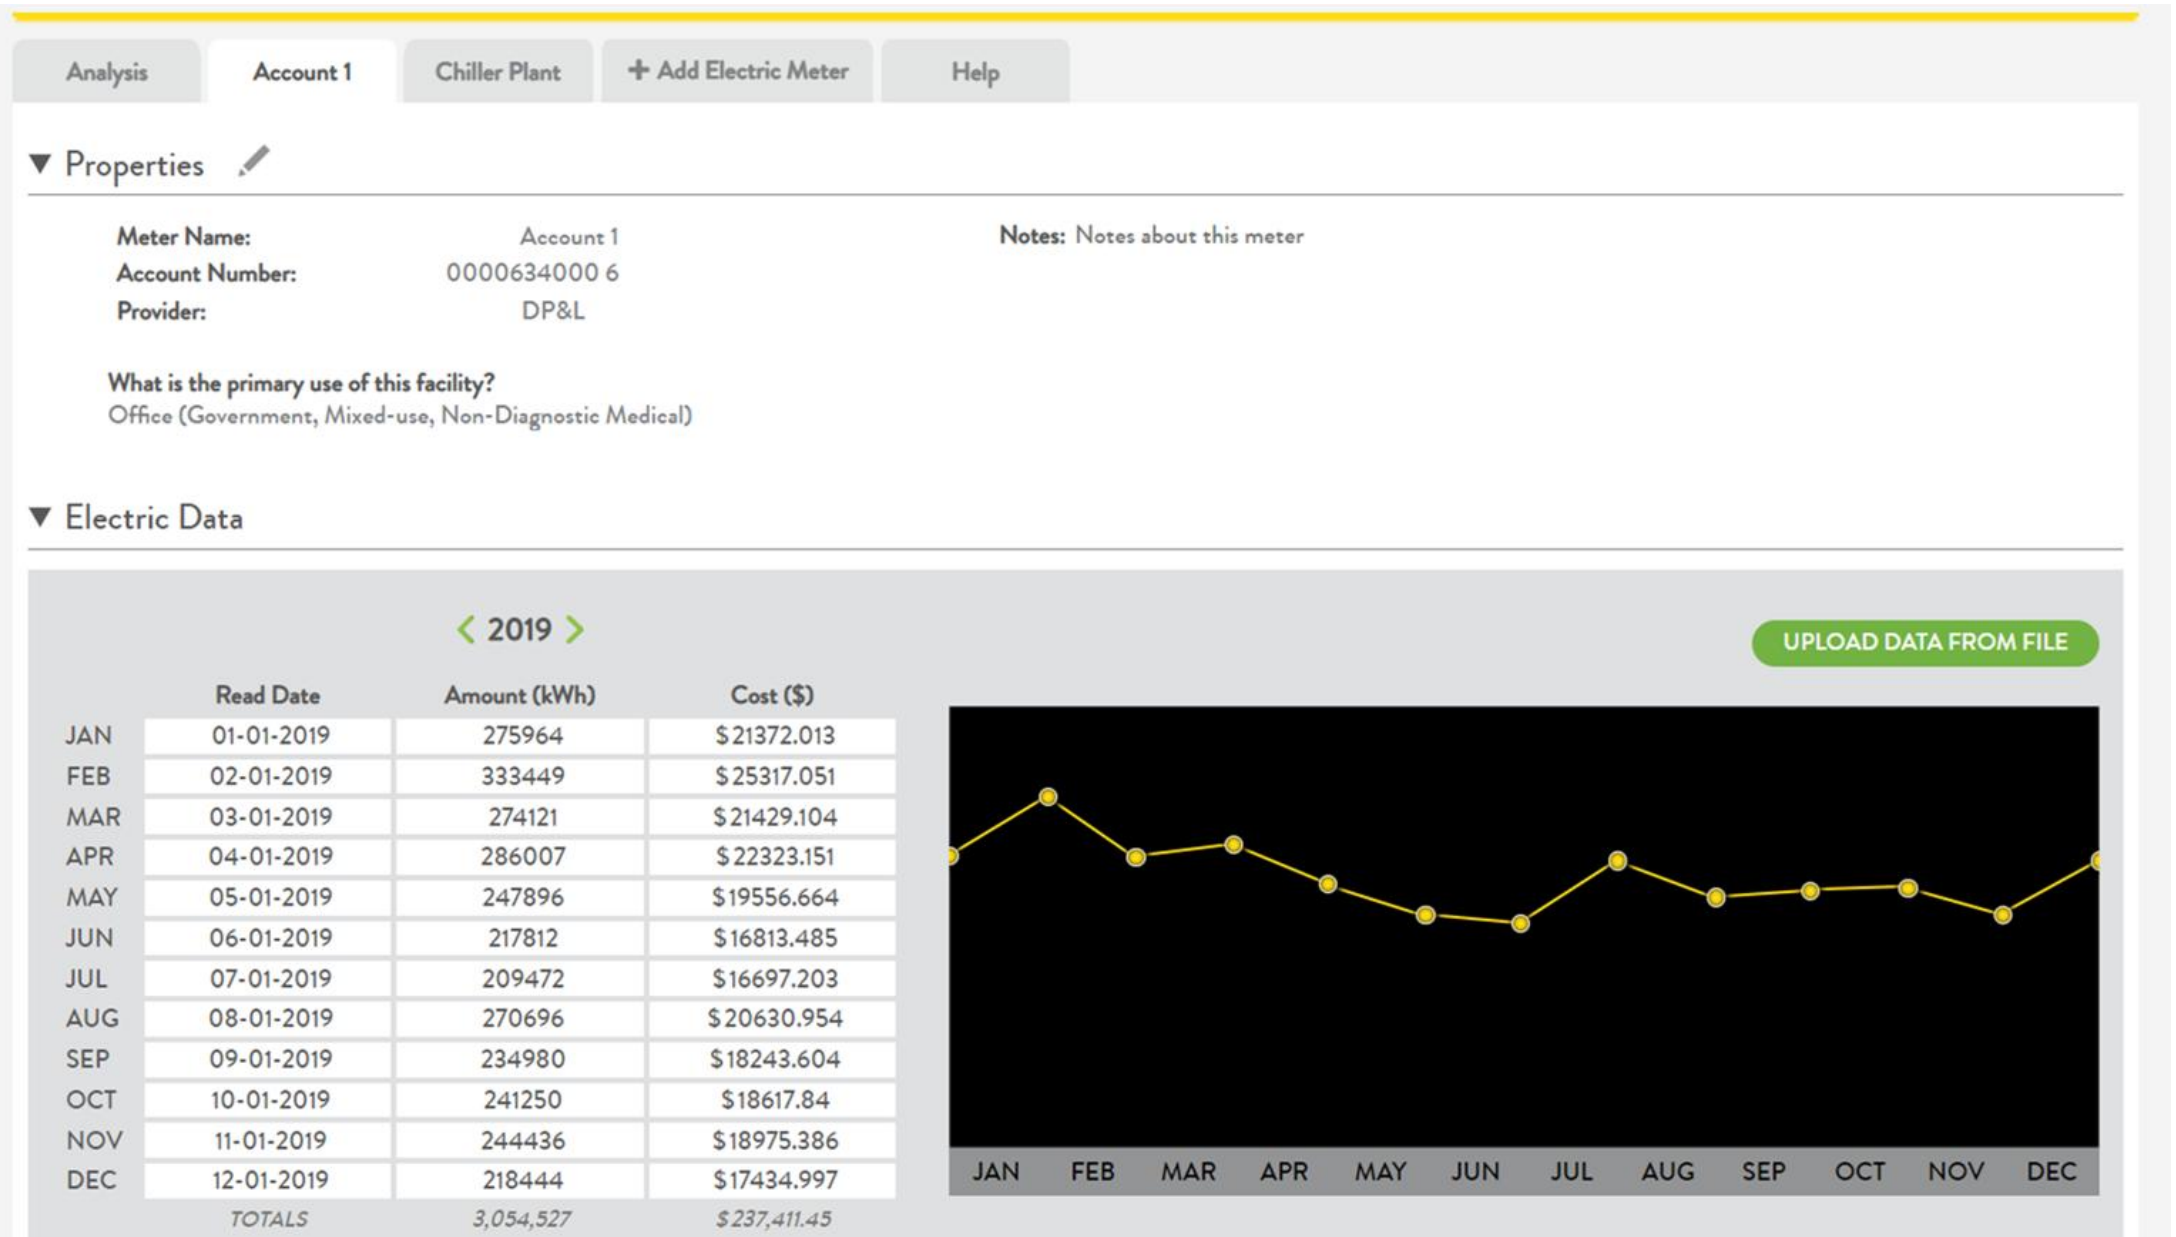 Analysis Account 1 Chiller Plant + Add Electric Meter Help
▼ Properties
Meter Name: Account 1 Notes: Notes about this meter
Account Number: 0000634000 6
Provider: DP&L
What is the primary use of this facility?
Office (Government, Mixed-use, Non-Diagnostic Medical)
▼ Electric Data
< 2019 >
UPLOAD DATA FROM FILE
Read Date Amount (kWh) Cost ($)
JAN 01-01-2019 275964 $21372.013
FEB 02-01-2019 333449 $25317.051
MAR 03-01-2019 274121 $21429.104
APR 04-01-2019 286007 $22323.151
MAY 05-01-2019 247896 $19556.664
JUN 06-01-2019 217812 $16813.485
JUL 07-01-2019 209472 $16697.203
AUG 08-01-2019 270696 $20630.954
SEP 09-01-2019 234980 $18243.604
OCT 10-01-2019 241250 $18617.84
NOV 11-01-2019 244436 $18975.386
DEC 12-01-2019 218444 $17434.997
TOTALS 3,054,527 $237,411.45
JAN FEB MAR APR MAY JUN JUL AUG SEP OCT NOV DEC